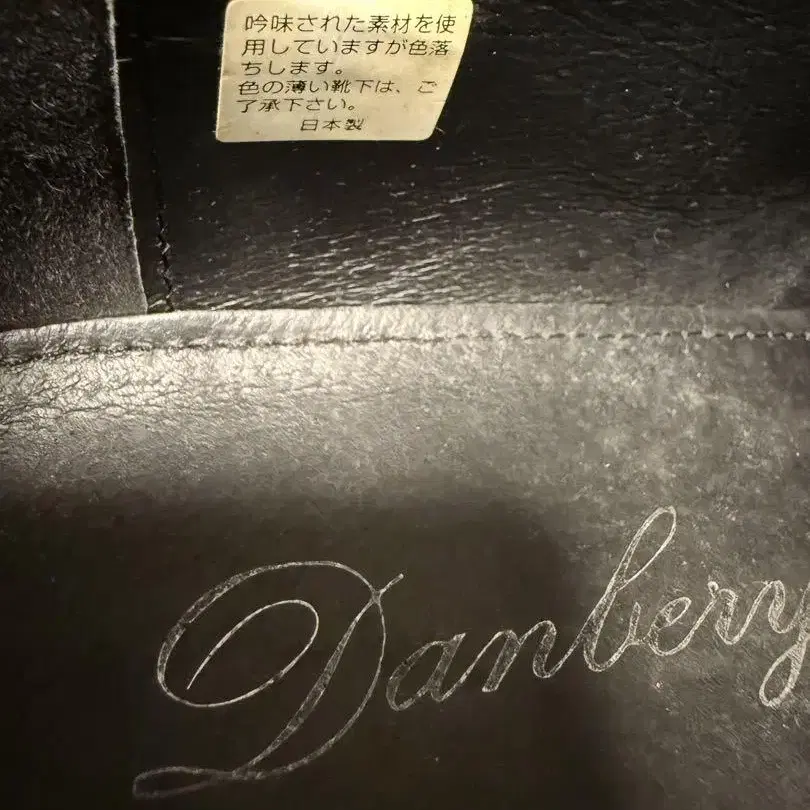 吟味された素材を使
用していますが色落
ちします。
色の薄い靴下は、ご
了承下さい。
日本製
Danbery